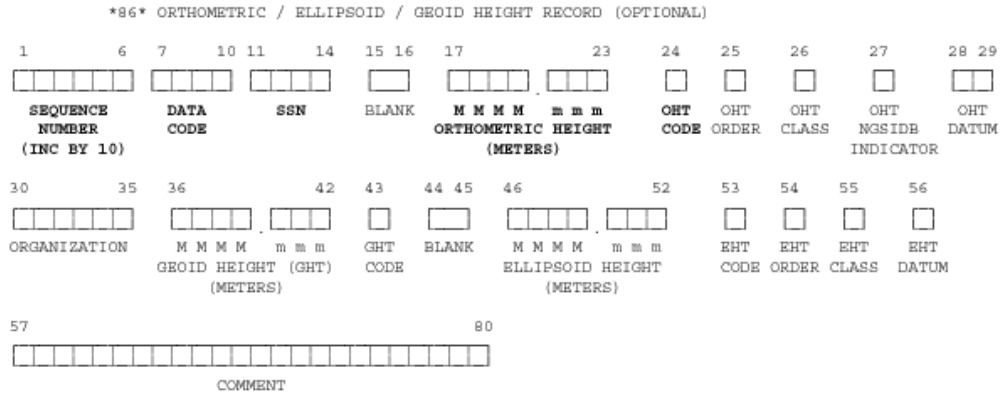 *86* ORTHOMETRIC / ELLIPSOID / GEOID HEIGHT RECORD (OPTIONAL)
1 6 7 10 11 14 15 16 17 23 24 25 26 27 28 29
.
SEQUENCE DATA SSN BLANK M M M M m m m OHT OHT OHT OHT OHT
NUMBER CODE ORTHOMETRIC HEIGHT CODE ORDER CLASS NGSIDB DATUM
(INC BY 10) (METERS) INDICATOR
30 35 36 42 43 44 45 46 52 53 54 55 56
. .
ORGANIZATION M M M M m m m GHT BLANK M M M M m m m EHT EHT EHT EHT
GEOID HEIGHT (GHT) CODE ELLIPSOID HEIGHT CODE ORDER CLASS DATUM
(METERS) (METERS)
57 80
COMMENT